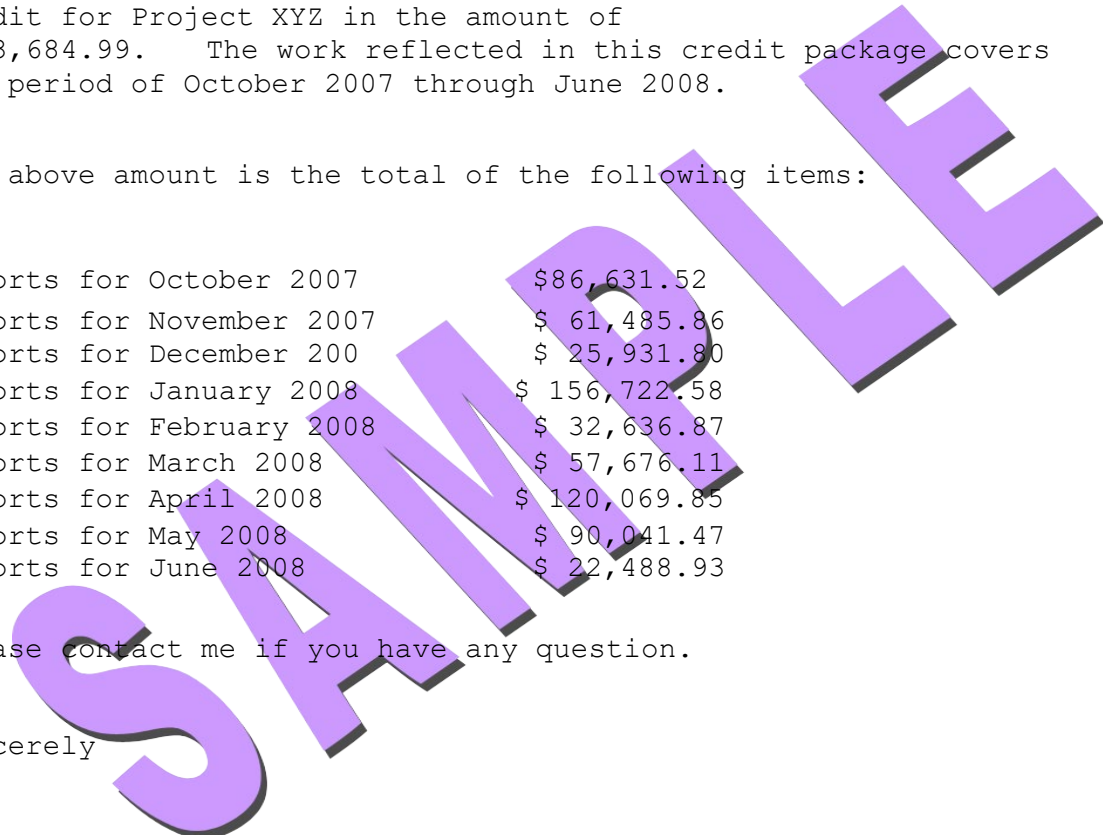 dit for Project XYZ in the amount of
3,684.99. The work reflected in this credit package covers
period of October 2007 through June 2008.
above amount is the total of the following items:
orts for October 2007 $86,631.52
orts for November 2007 $ 61,485.86
orts for December 200 $ 25,931.80
orts for January 2008 $ 156,722.58
orts for February 2008 $ 32,636.87
orts for March 2008 $ 57,676.11
orts for April 2008 $ 120,069.85
orts for May 2008 $ 90,041.47
orts for June 2008 $ 22,488.93
ase contact me if you have any question.
cerely
SAMPLE